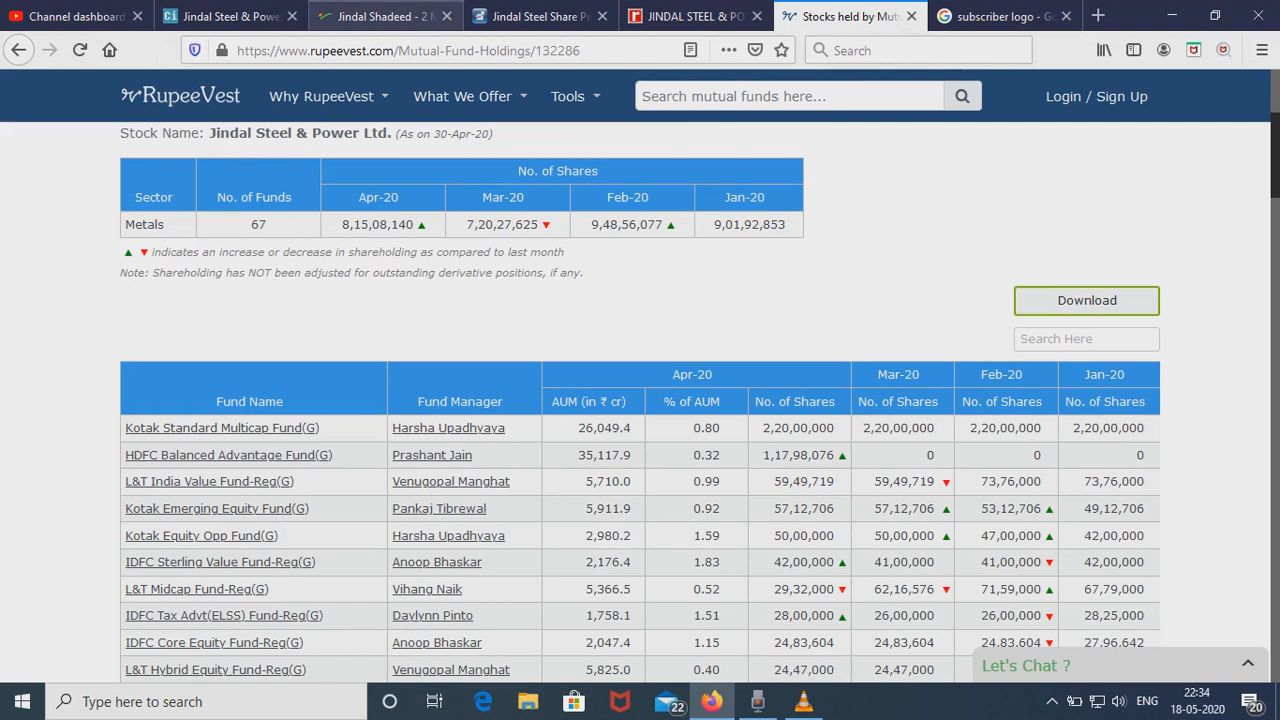 Channel dashboard
Jindal Steel & Powe
Jindal Shadeed - 2 M
Jindal Steel Share Pr
JINDAL STEEL & PO
Stocks held by Mut
subscriber logo - Go
https://www.rupeevest.com/Mutual-Fund-Holdings/132286
Search
RupeeVest Why RupeeVest What We Offer Tools Search mutual funds here... Login / Sign Up
Stock Name: Jindal Steel & Power Ltd. (As on 30-Apr-20)
No. of Shares
Sector No. of Funds Apr-20 Mar-20 Feb-20 Jan-20
Metals 67 8,15,08,140 7,20,27,625 9,48,56,077 9,01,92,853
indicates an increase or decrease in shareholding as compared to last month
Note: Shareholding has NOT been adjusted for outstanding derivative positions, if any.
Download
Search Here
Apr-20 Mar-20 Feb-20 Jan-20
Fund Name Fund Manager AUM (in ₹ cr) % of AUM No. of Shares No. of Shares No. of Shares No. of Shares
Kotak Standard Multicap Fund(G) Harsha Upadhyaya 26,049.4 0.80 2,20,00,000 2,20,00,000 2,20,00,000 2,20,00,000
HDFC Balanced Advantage Fund(G) Prashant Jain 35,117.9 0.32 1,17,98,076 0 0 0
L&T India Value Fund-Reg(G) Venugopal Manghat 5,710.0 0.99 59,49,719 59,49,719 73,76,000 73,76,000
Kotak Emerging Equity Fund(G) Pankaj Tibrewal 5,911.9 0.92 57,12,706 57,12,706 53,12,706 49,12,706
Kotak Equity Opp Fund(G) Harsha Upadhyaya 2,980.2 1.59 50,00,000 50,00,000 47,00,000 42,00,000
IDFC Sterling Value Fund-Reg(G) Anoop Bhaskar 2,176.4 1.83 42,00,000 41,00,000 41,00,000 42,00,000
L&T Midcap Fund-Reg(G) Vihang Naik 5,366.5 0.52 29,32,000 62,16,576 71,59,000 67,79,000
IDFC Tax Advt(ELSS) Fund-Reg(G) Daylynn Pinto 1,758.1 1.51 28,00,000 26,00,000 26,00,000 28,25,000
IDFC Core Equity Fund-Reg(G) Anoop Bhaskar 2,047.4 1.15 24,83,604 24,83,604 24,83,604 27,96,642
L&T Hybrid Equity Fund-Reg(G) Venugopal Manghat 5,825.0 0.40 24,47,000 24,47,000
Let's Chat ?
Type here to search
22
ENG
22:34
18-05-2020
20